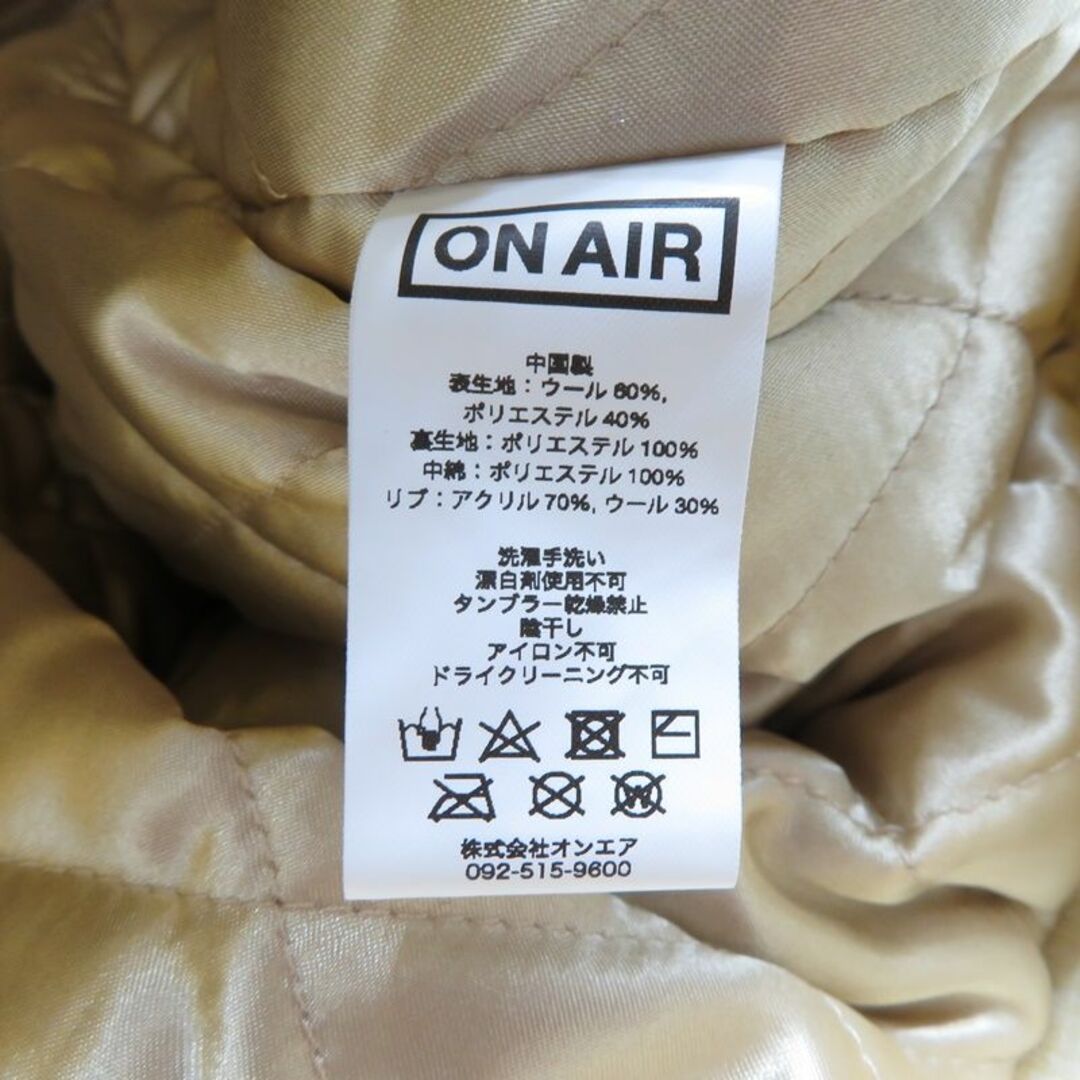 ON AIR
中国製
表生地：ウール 60%,
ポリエステル 40%
裏生地：ポリエステル 100%
中綿：ポリエステル 100%
リブ：アクリル 70%, ウール 30%
洗濯手洗い
漂白剤使用不可
タンブラー乾燥禁止
陰干し
アイロン不可
ドライクリーニング不可
W
株式会社オンエア
092-515-9600